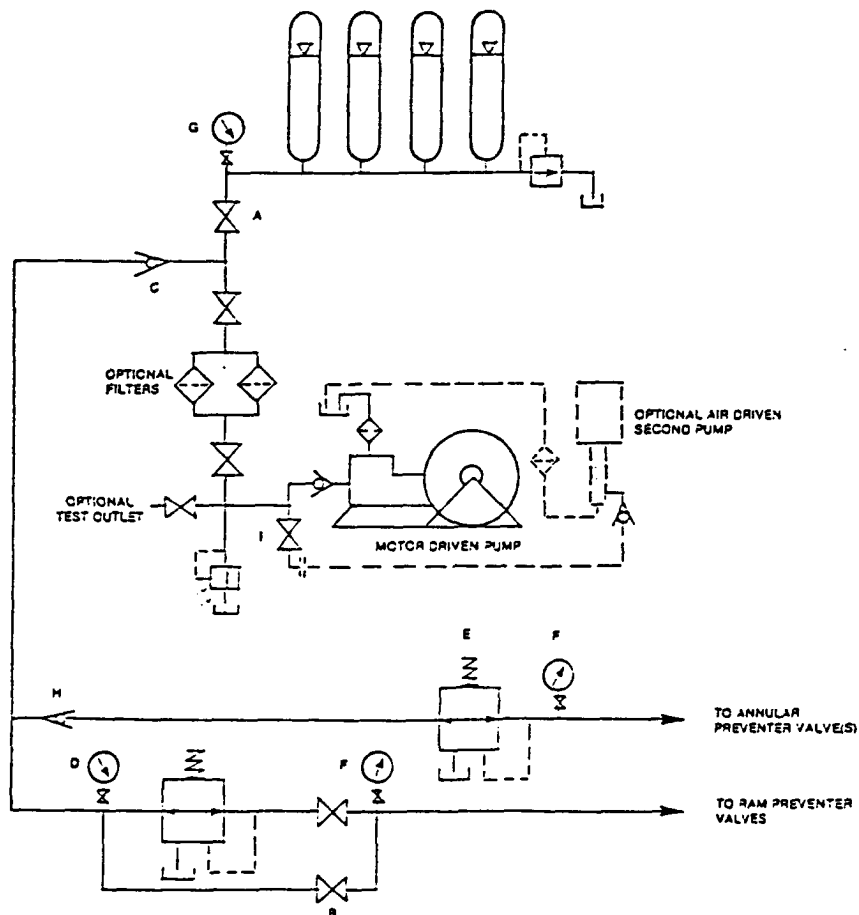 G
A
C
OPTIONAL
FILTERS
OPTIONAL AIR DRIVEN
SECOND PUMP
OPTIONAL
TEST OUTLET
I
MOTOR DRIVEN PUMP
E
F
H
TO ANNULAR
PREVENTER VALVE(S)
D
F
TO RAM PREVENTER
VALVES
B